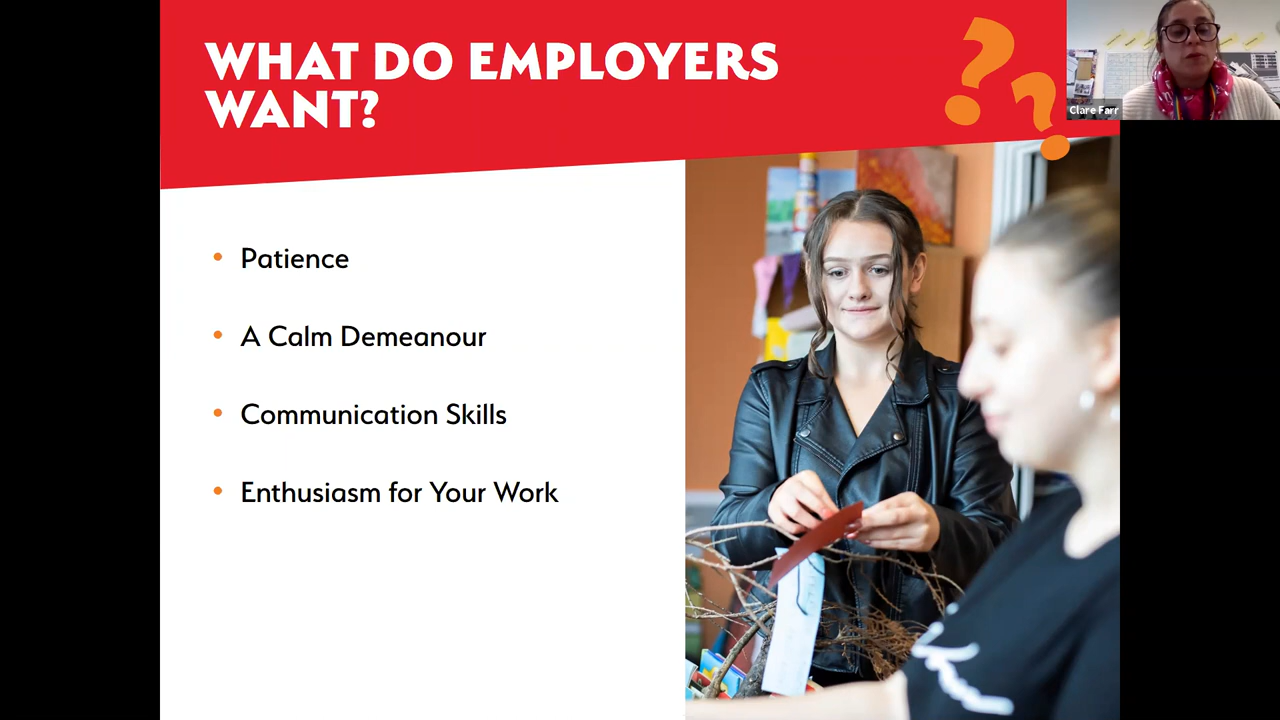 WHAT DO EMPLOYERS
WANT?
??
Clare Farr
Patience
A Calm Demeanour
Communication Skills
Enthusiasm for Your Work